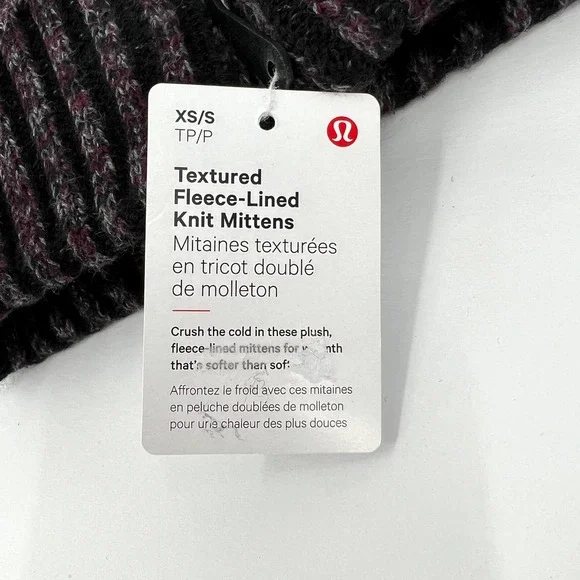 XS/S
TP/P
Textured
Fleece-Lined
Knit Mittens
Mitaines texturées
en tricot doublé
de molleton
Crush the cold in these plush,
fleece-lined mittens for warmth
that's softer than soft
Affrontez le froid avec ces mitaines
en peluche doublées de molleton
pour une chaleur des plus douces